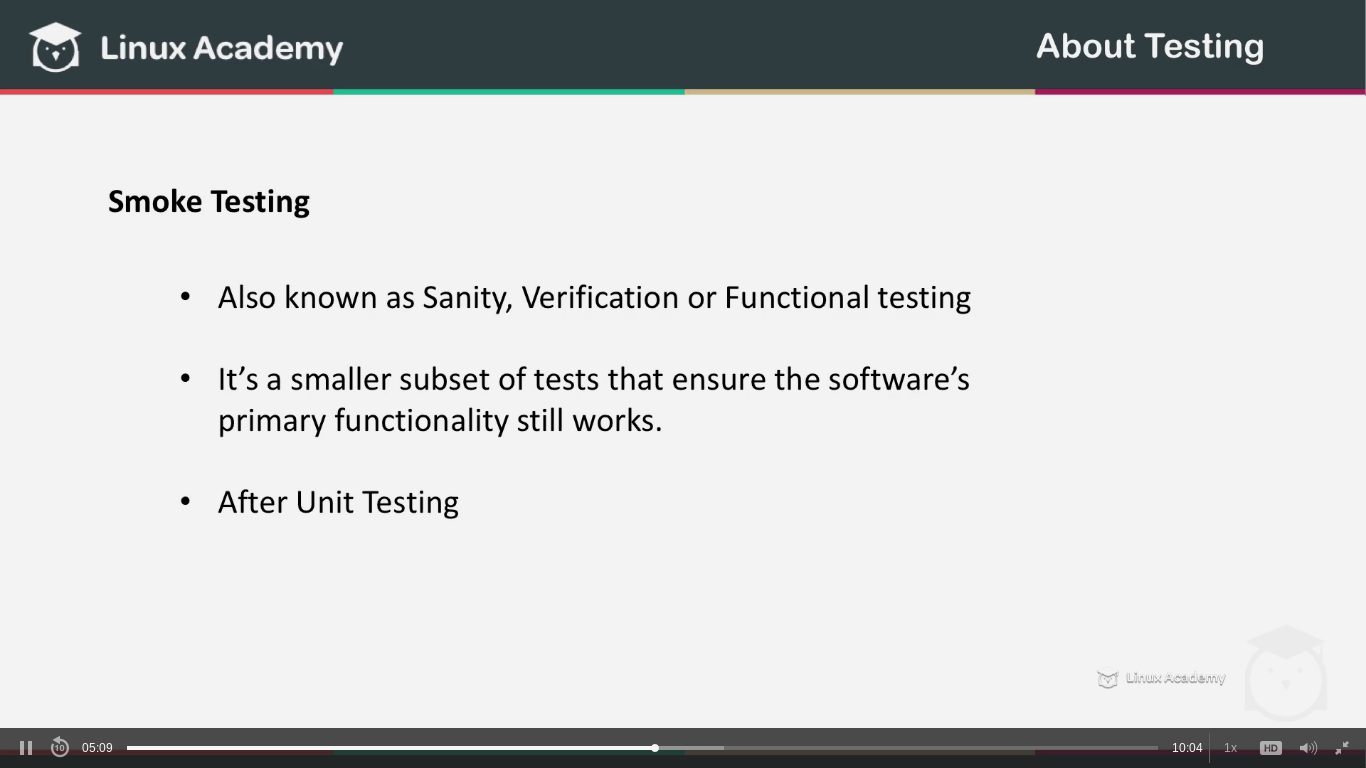 Linux Academy
About Testing
Smoke Testing
• Also known as Sanity, Verification or Functional testing
• It’s a smaller subset of tests that ensure the software’s
primary functionality still works.
• After Unit Testing
Linux Academy
10 05:09 10:04 1x HD